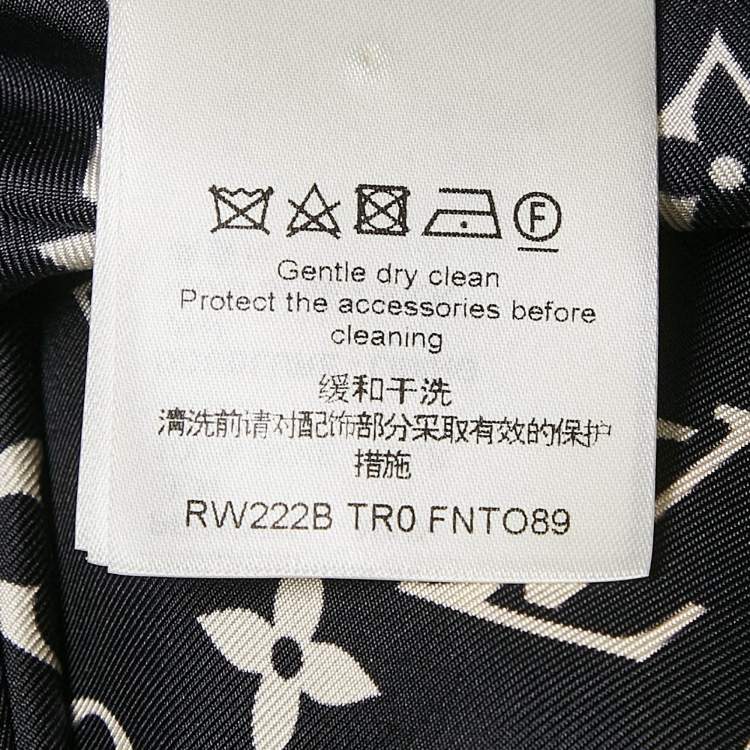 F
Gentle dry clean
Protect the accessories before
cleaning
缓和干洗
清洗前请对配饰部分采取有效的保护
措施
RW222B TR0 FNTO89